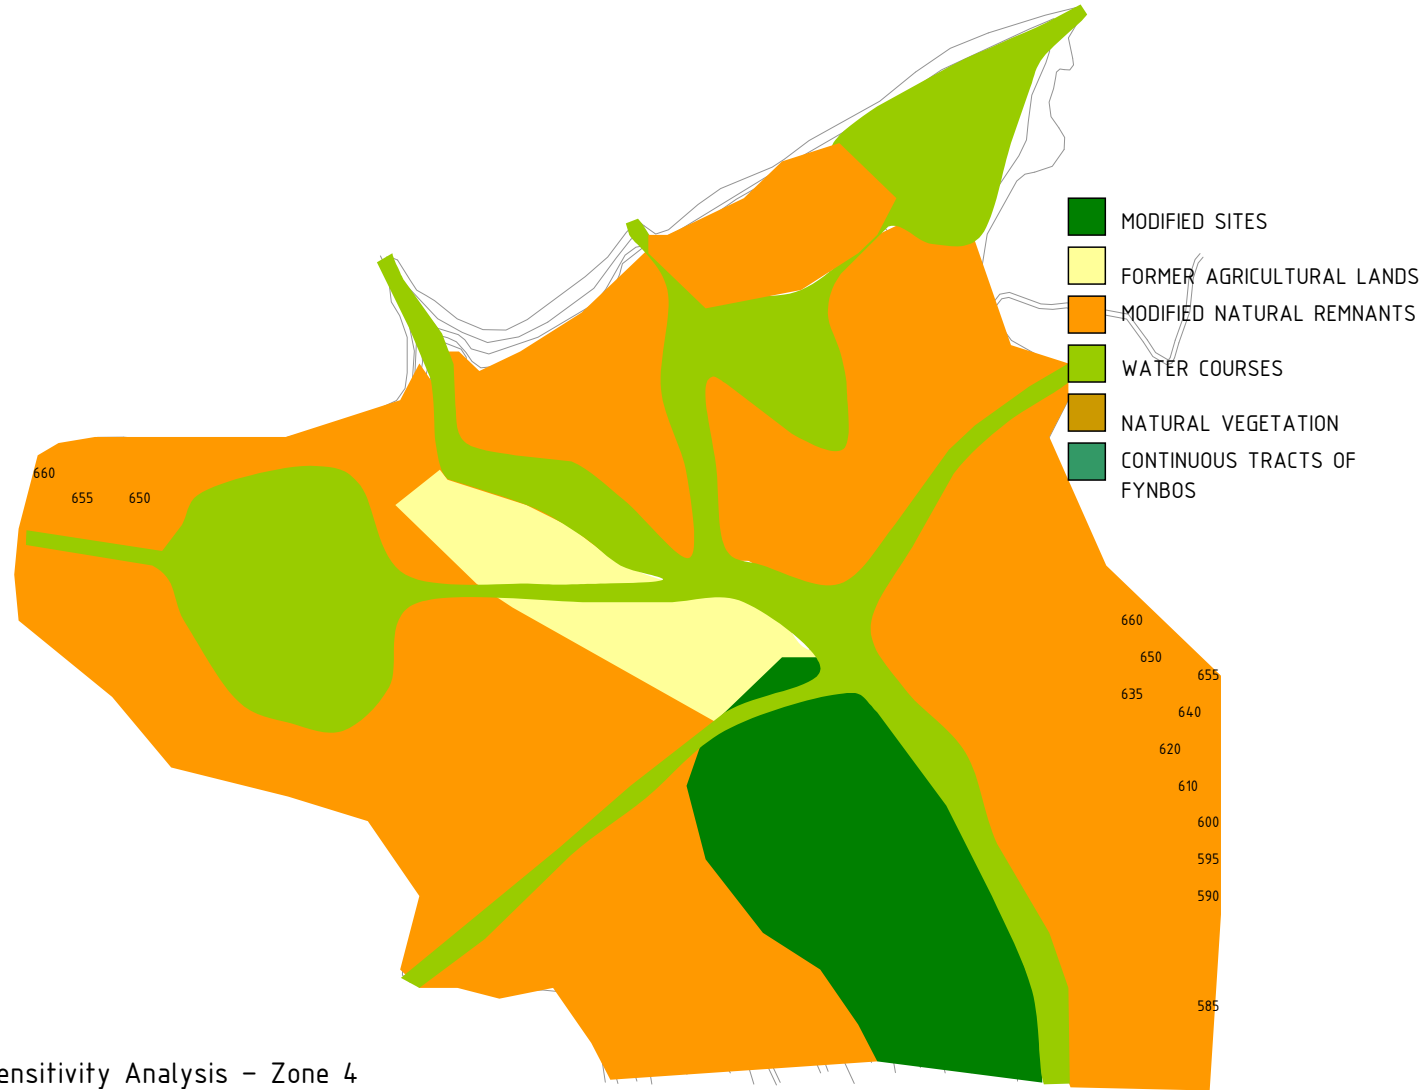 MODIFIED SITES
FORMER AGRICULTURAL LANDS
MODIFIED NATURAL REMNANTS
WATER COURSES
NATURAL VEGETATION
CONTINUOUS TRACTS OF
FYNBOS
660
655 650
660
650
655
635
640
620
610
600
595
590
585
ensitivity Analysis - Zone 4